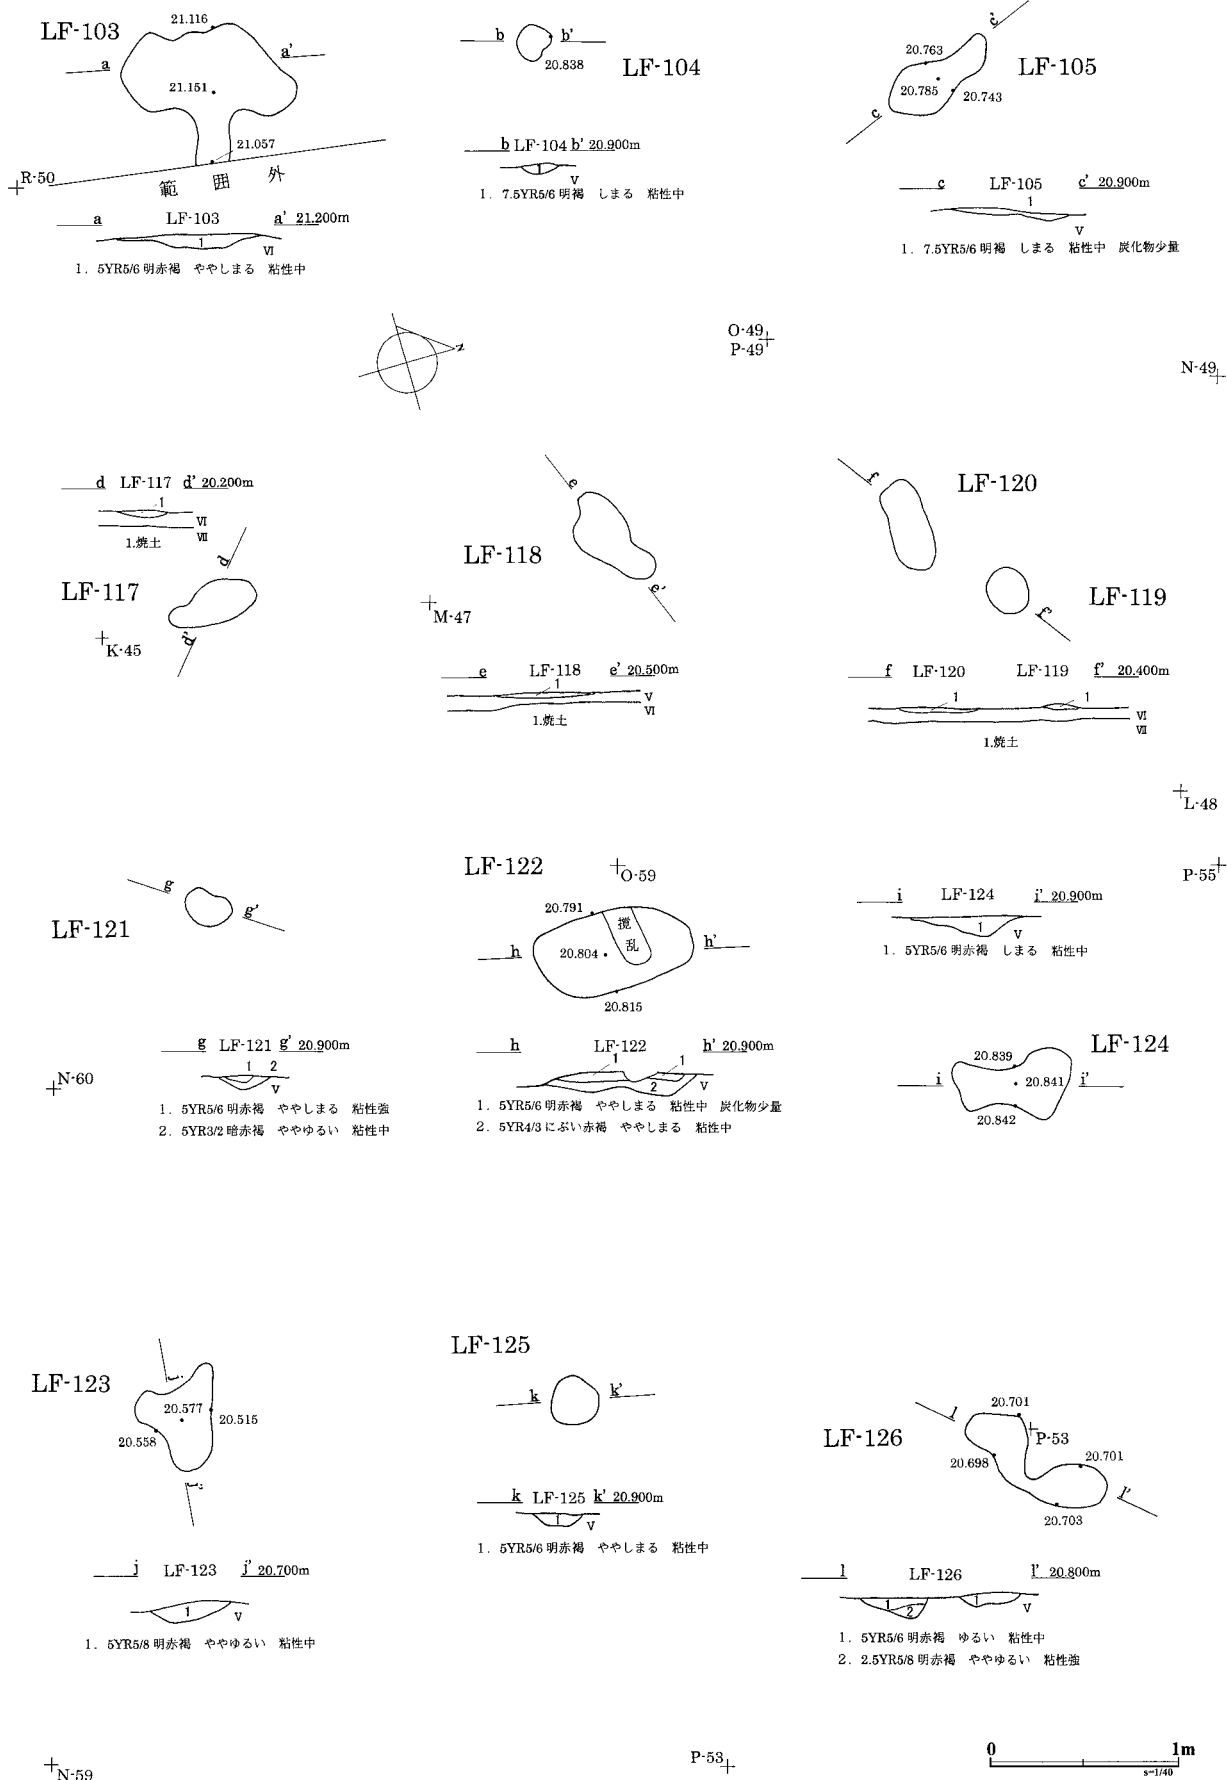 LF-103
21.116
a
a'
21.151
21.057
R-50
範 囲 外
a LF-103 a' 21.200m
1
VI
1. 5YR5/6 明赤褐 ややしまる 粘性中
b
b'
20.838
LF-104
b LF-104 b' 20.900m
1
V
1. 7.5YR5/6 明褐 しまる 粘性中
c'
20.763
LF-105
20.785
20.743
c
c LF-105 c' 20.900m
1
V
1. 7.5YR5/6 明褐 しまる 粘性中 炭化物少量
N
O-49
P-49
N-49
d LF-117 d' 20.200m
1
VI
VII
1.焼土
d
LF-117
d'
K-45
e
LF-118
e'
M-47
e LF-118 e' 20.500m
1
V
VI
1.焼土
f
LF-120
LF-119
f'
f LF-120 LF-119 f' 20.400m
1 1
VI
VII
1.焼土
L-48
g
g'
LF-121
g LF-121 g' 20.900m
1 2
V
N-60
1. 5YR5/6 明赤褐 ややしまる 粘性強
2. 5YR3/2 暗赤褐 ややゆるい 粘性中
LF-122
O-59
20.791
撹
乱
20.804
h
h'
20.815
h LF-122 h' 20.900m
1 1
2
V
1. 5YR5/6 明赤褐 ややしまる 粘性中 炭化物少量
2. 5YR4/3 にぶい赤褐 ややしまる 粘性中
P-55
i LF-124 i' 20.900m
1
V
1. 5YR5/6 明赤褐 しまる 粘性中
LF-124
20.839
i
20.841
i'
20.842
LF-123
j
20.577
20.515
20.558
j'
j LF-123 j' 20.700m
1
V
1. 5YR5/8 明赤褐 ややゆるい 粘性中
LF-125
k
k'
k LF-125 k' 20.900m
1
V
1. 5YR5/6 明赤褐 ややしまる 粘性中
l
20.701
P-53
LF-126
20.698
20.701
l'
20.703
l LF-126 l' 20.800m
1
2
1
V
1. 5YR5/6 明赤褐 ゆるい 粘性中
2. 2.5YR5/8 明赤褐 ややゆるい 粘性強
N-59
P-53
0 1m
s=1/40